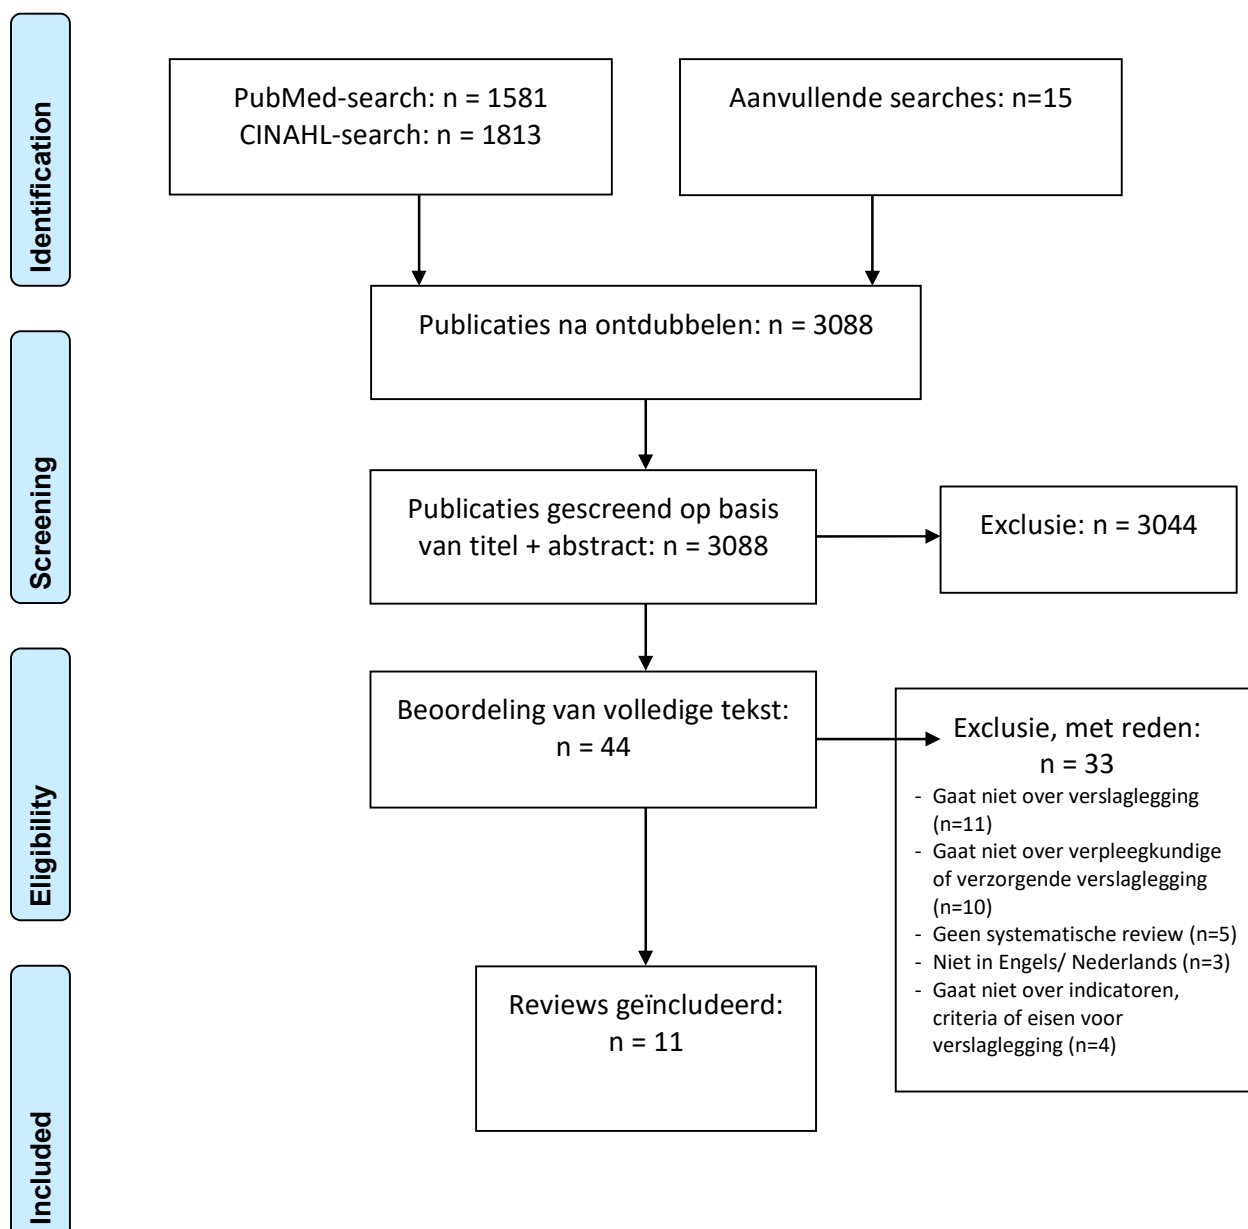 Identification
PubMed-search: n = 1581
CINAHL-search: n = 1813
Aanvullende searches: n=15
Publicaties na ontdubbelen: n = 3088
Screening
Publicaties gescreend op basis
van titel + abstract: n = 3088
Exclusie: n = 3044
Eligibility
Beoordeling van volledige tekst:
n = 44
Exclusie, met reden:
n = 33
- Gaat niet over verslaglegging
(n=11)
- Gaat niet over verpleegkundige
of verzorgende verslaglegging
(n=10)
- Geen systematische review (n=5)
- Niet in Engels/ Nederlands (n=3)
- Gaat niet over indicatoren,
criteria of eisen voor
verslaglegging (n=4)
Included
Reviews geïncludeerd:
n = 11